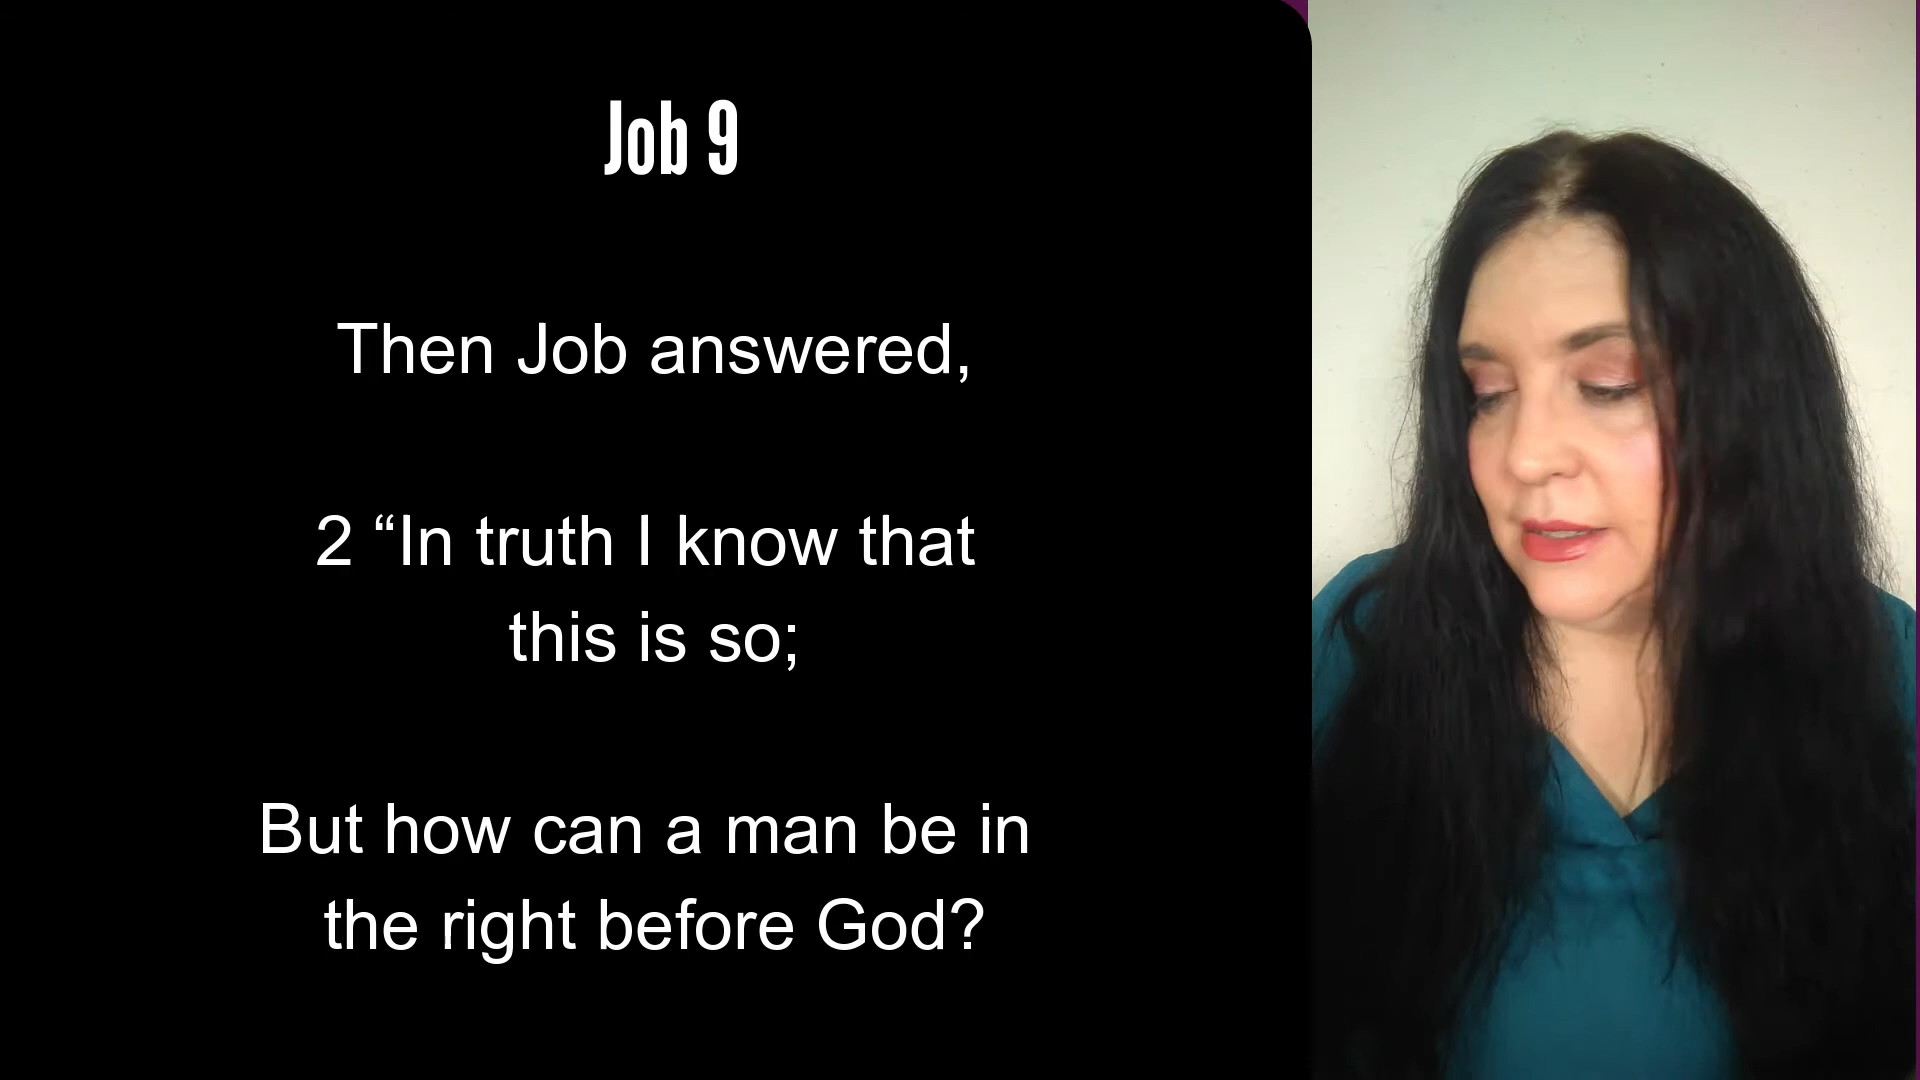 Job 9
Then Job answered,
2 “In truth I know that
this is so;
But how can a man be in
the right before God?